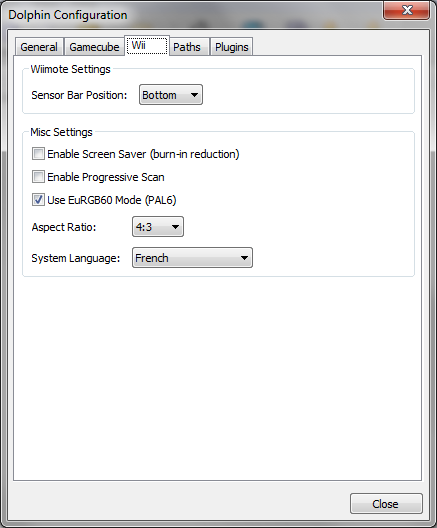 Dolphin Configuration
General Gamecube Wii Paths Plugins
Wiimote Settings
Sensor Bar Position: Bottom
Misc Settings
Enable Screen Saver (burn-in reduction)
Enable Progressive Scan
Use EuRGB60 Mode (PAL6)
Aspect Ratio: 4:3
System Language: French
Close